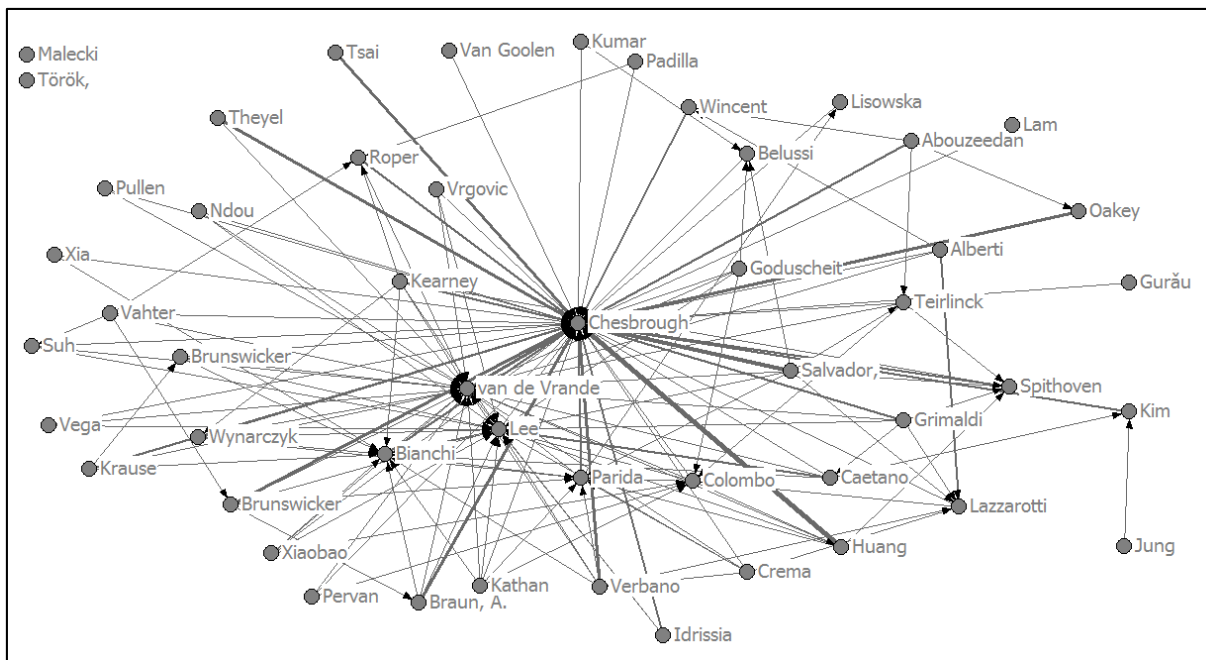 Malecki
Török,
Tsai
Van Goolen
Kumar
Padilla
Wincent
Lisowska
Lam
Theyel
Roper
Belussi
Abouzeedan
Pullen
Vrgovic
Ndou
Oakey
Xia
Kearney
Goduscheit
Alberti
Gurău
Vahter
Chesbrough
Teirlinck
Suh
Brunswicker
van de Vrande
Salvador,
Spithoven
Vega
Wynarczyk
Lee
Grimaldi
Kim
Krause
Bianchi
Parida
Colombo
Caetano
Brunswicker
Lazzarotti
Xiaobao
Huang
Jung
Pervan
Braun, A.
Kathan
Verbano
Crema
Idrissia